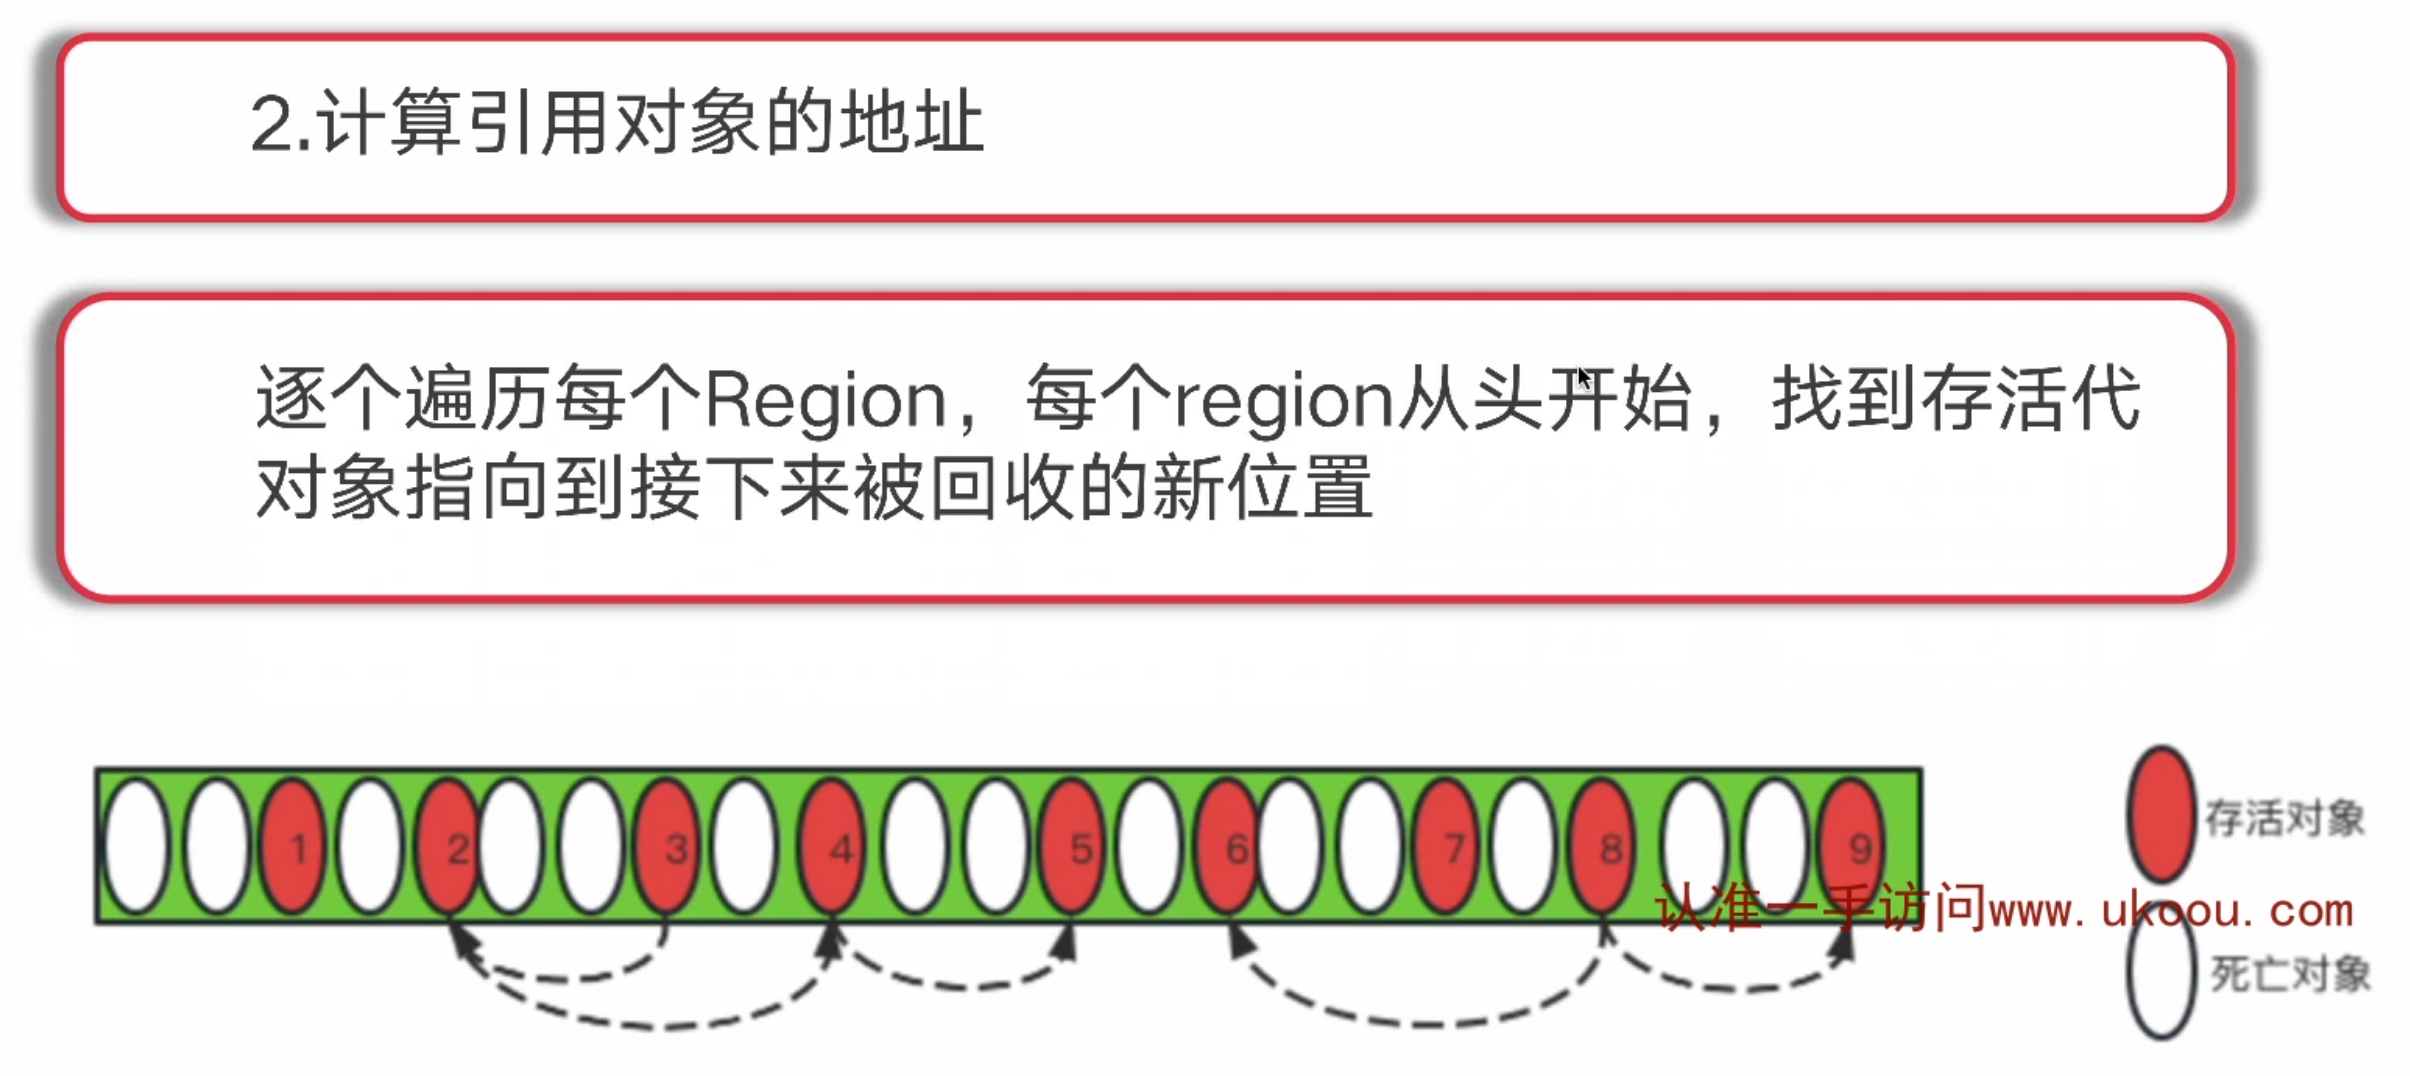 2.计算引用对象的地址
逐个遍历每个Region，每个region从头开始，找到存活代
对象指向到接下来被回收的新位置
1 2 3 4 5 6 7 8 9
存活对象
认准一手访问www.ukoou.com
死亡对象